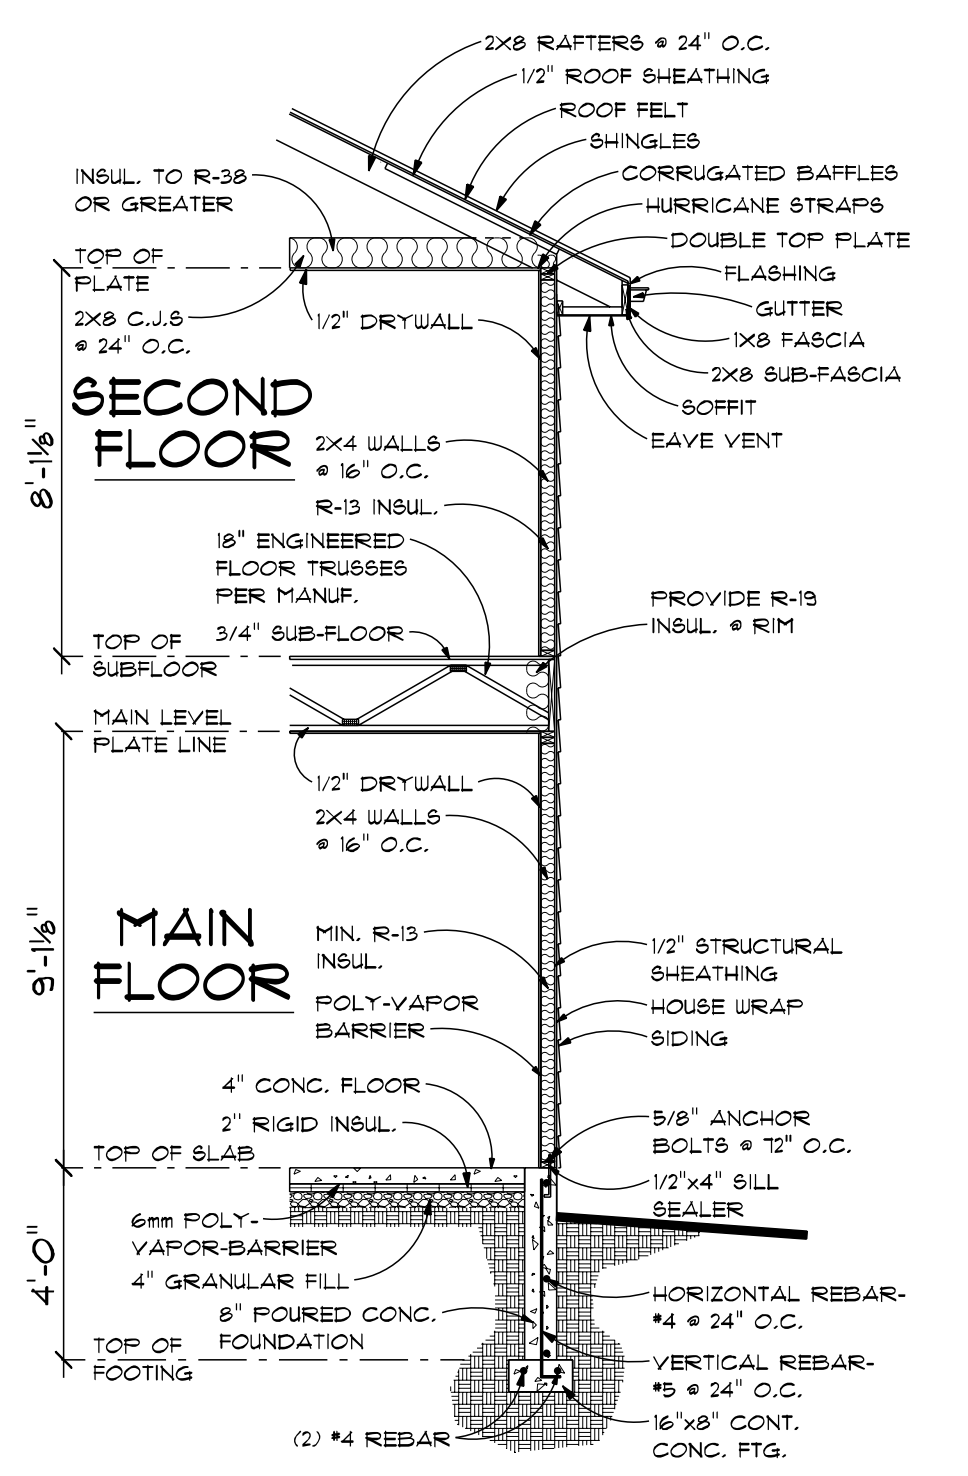 2X8 RAFTERS @ 24" O.C.
1/2" ROOF SHEATHING
ROOF FELT
SHINGLES
CORRUGATED BAFFLES
HURRICANE STRAPS
DOUBLE TOP PLATE
FLASHING
GUTTER
1X8 FASCIA
2X8 SUB-FASCIA
SOFFIT
EAVE VENT
INSUL. TO R-38
OR GREATER
TOP OF
PLATE
2X8 C.J.S
@ 24" O.C.
1/2" DRYWALL
SECOND
FLOOR
8'-1 1/8"
2X4 WALLS
@ 16" O.C.
R-13 INSUL.
18" ENGINEERED
FLOOR TRUSSES
PER MANUF.
3/4" SUB-FLOOR
PROVIDE R-19
INSUL. @ RIM
TOP OF
SUBFLOOR
MAIN LEVEL
PLATE LINE
1/2" DRYWALL
2X4 WALLS
@ 16" O.C.
MAIN
FLOOR
9'-1 1/8"
MIN. R-13
INSUL.
POLY-VAPOR
BARRIER
1/2" STRUCTURAL
SHEATHING
HOUSE WRAP
SIDING
4" CONC. FLOOR
2" RIGID INSUL.
TOP OF SLAB
5/8" ANCHOR
BOLTS @ 72" O.C.
1/2"x4" SILL
SEALER
6mm POLY-
VAPOR-BARRIER
4" GRANULAR FILL
8" POURED CONC.
FOUNDATION
4'-0"
TOP OF
FOOTING
HORIZONTAL REBAR-
#4 @ 24" O.C.
VERTICAL REBAR-
#5 @ 24" O.C.
16"x8" CONT.
CONC. FTG.
(2) #4 REBAR